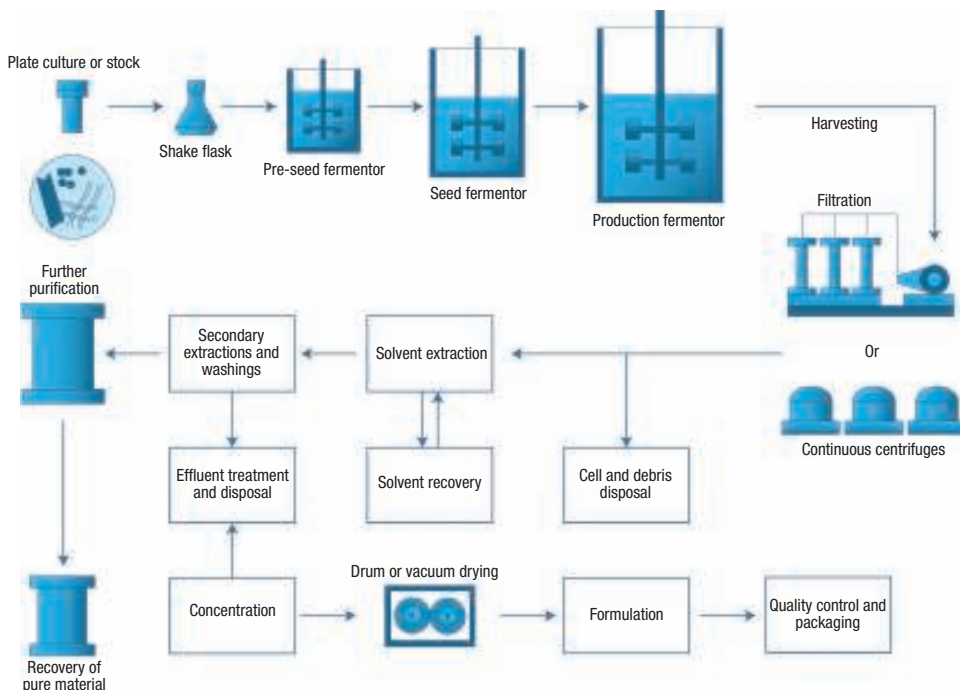 Plate culture or stock
Shake flask
Pre-seed fermentor
Seed fermentor
Production fermentor
Harvesting
Filtration
Or
Continuous centrifuges
Further
purification
Secondary
extractions and
washings
Solvent extraction
Effluent treatment
and disposal
Solvent recovery
Cell and debris
disposal
Drum or vacuum drying
Concentration
Formulation
Quality control and
packaging
Recovery of
pure material